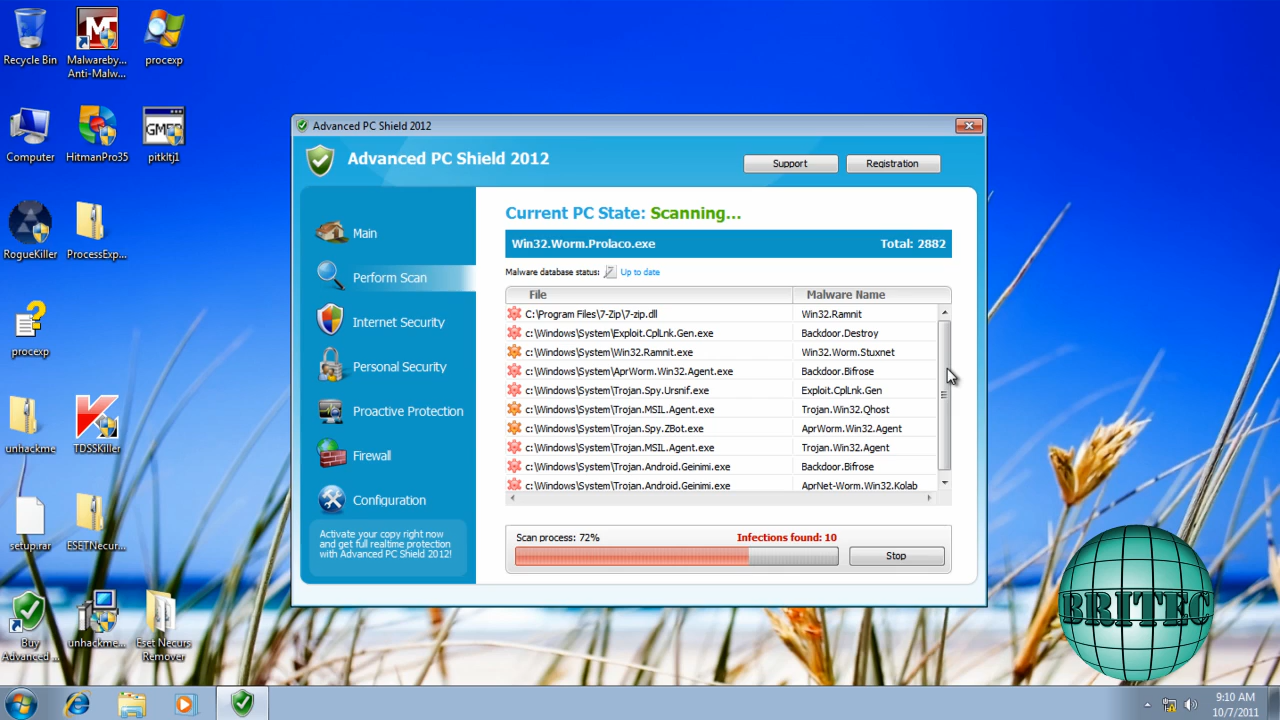 Recycle Bin
Malwareby...
Anti-Malw...
procexp
Computer
HitmanPro35
GMER
pitkltj1
RogueKiller
ProcessExp...
procexp
unhackme
TDSSKiller
setup.rar
ESETNecur...
Buy
Advanced ...
unhackme...
Eset Necurs
Remover
Advanced PC Shield 2012
Advanced PC Shield 2012
Support
Registration
Main
Perform Scan
Internet Security
Personal Security
Proactive Protection
Firewall
Configuration
Activate your copy right now
and get full realtime protection
with Advanced PC Shield 2012!
Current PC State: Scanning...
Win32.Worm.Prolaco.exe Total: 2882
Malware database status: Up to date
File Malware Name
C:\Program Files\7-Zip\7-zip.dll Win32.Ramnit
c:\Windows\System\Exploit.CplLnk.Gen.exe Backdoor.Destroy
c:\Windows\System\Win32.Ramnit.exe Win32.Worm.Stuxnet
c:\Windows\System\AprWorm.Win32.Agent.exe Backdoor.Bifrose
c:\Windows\System\Trojan.Spy.Ursnif.exe Exploit.CplLnk.Gen
c:\Windows\System\Trojan.MSIL.Agent.exe Trojan.Win32.Qhost
c:\Windows\System\Trojan.Spy.ZBot.exe AprWorm.Win32.Agent
c:\Windows\System\Trojan.MSIL.Agent.exe Trojan.Win32.Agent
c:\Windows\System\Trojan.Android.Geinimi.exe Backdoor.Bifrose
c:\Windows\System\Trojan.Android.Geinimi.exe AprNet-Worm.Win32.Kolab
Scan process: 72% Infections found: 10
Stop
BRITEC
9:10 AM
10/7/2011